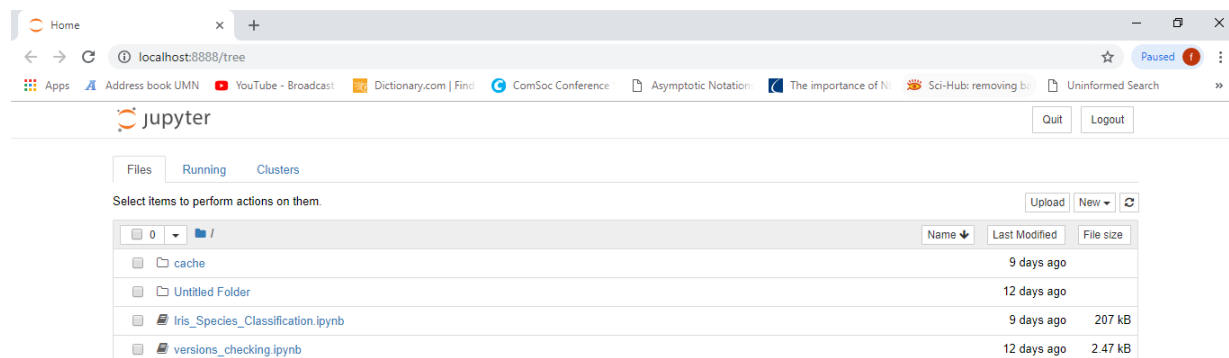 Home
localhost:8888/tree Paused f
Apps Address book UMN YouTube - Broadcast Dictionary.com | Find ComSoc Conference Asymptotic Notation The importance of N Sci-Hub: removing ba Uninformed Search »
jupyter Quit Logout
Files Running Clusters
Select items to perform actions on them. Upload New
0 / Name Last Modified File size
cache 9 days ago
Untitled Folder 12 days ago
Iris_Species_Classification.ipynb 9 days ago 207 kB
versions_checking.ipynb 12 days ago 2.47 kB